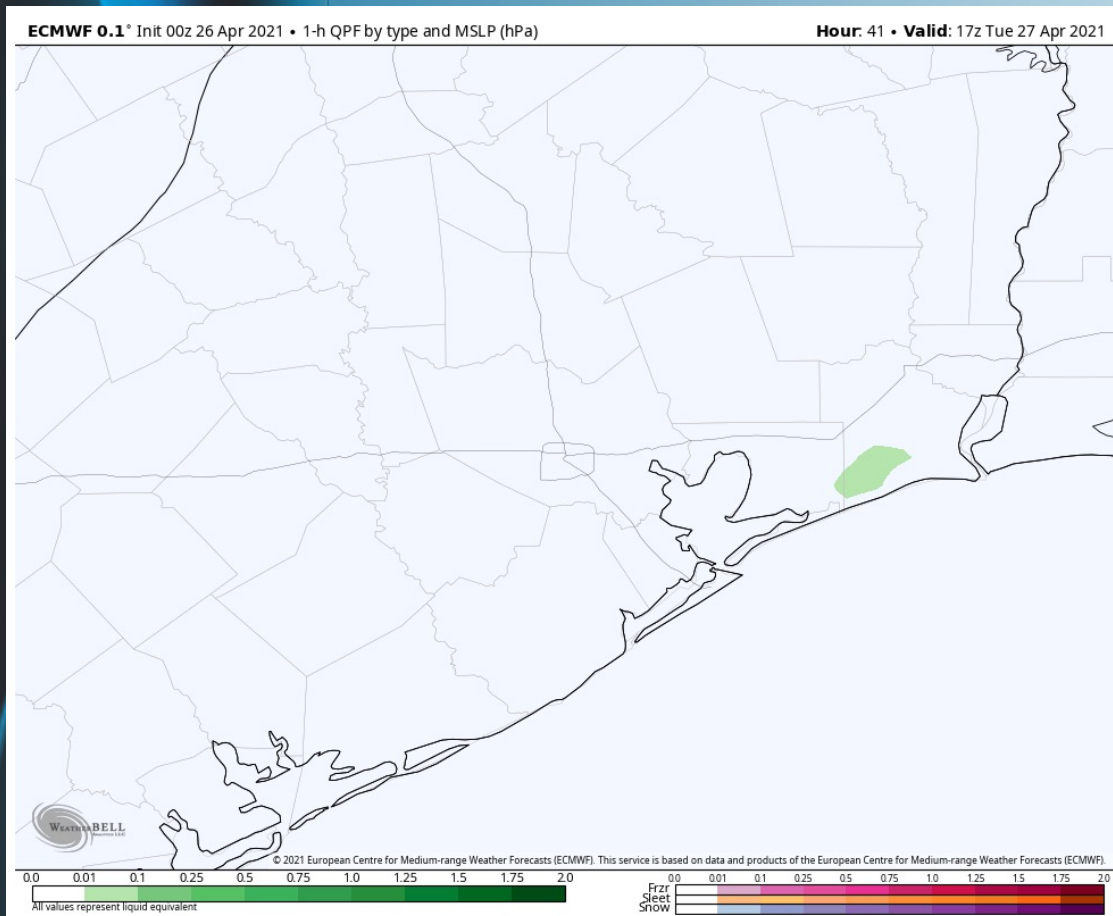 ECMWF 0.1° Init 00z 26 Apr 2021 • 1-h QPF by type and MSLP (hPa) Hour: 41 • Valid: 17z Tue 27 Apr 2021
WEATHERBELL
© 2021 European Centre for Medium-range Weather Forecasts (ECMWF). This service is based on data and products of the European Centre for Medium-range Weather Forecasts (ECMWF).
0.0 0.01 0.1 0.25 0.5 0.75 1.0 1.25 1.5 1.75 2.0
All values represent liquid equivalent
0.0 0.01 0.1 0.25 0.5 0.75 1.0 1.25 1.5 1.75 2.0
Frzr
Sleet
Snow